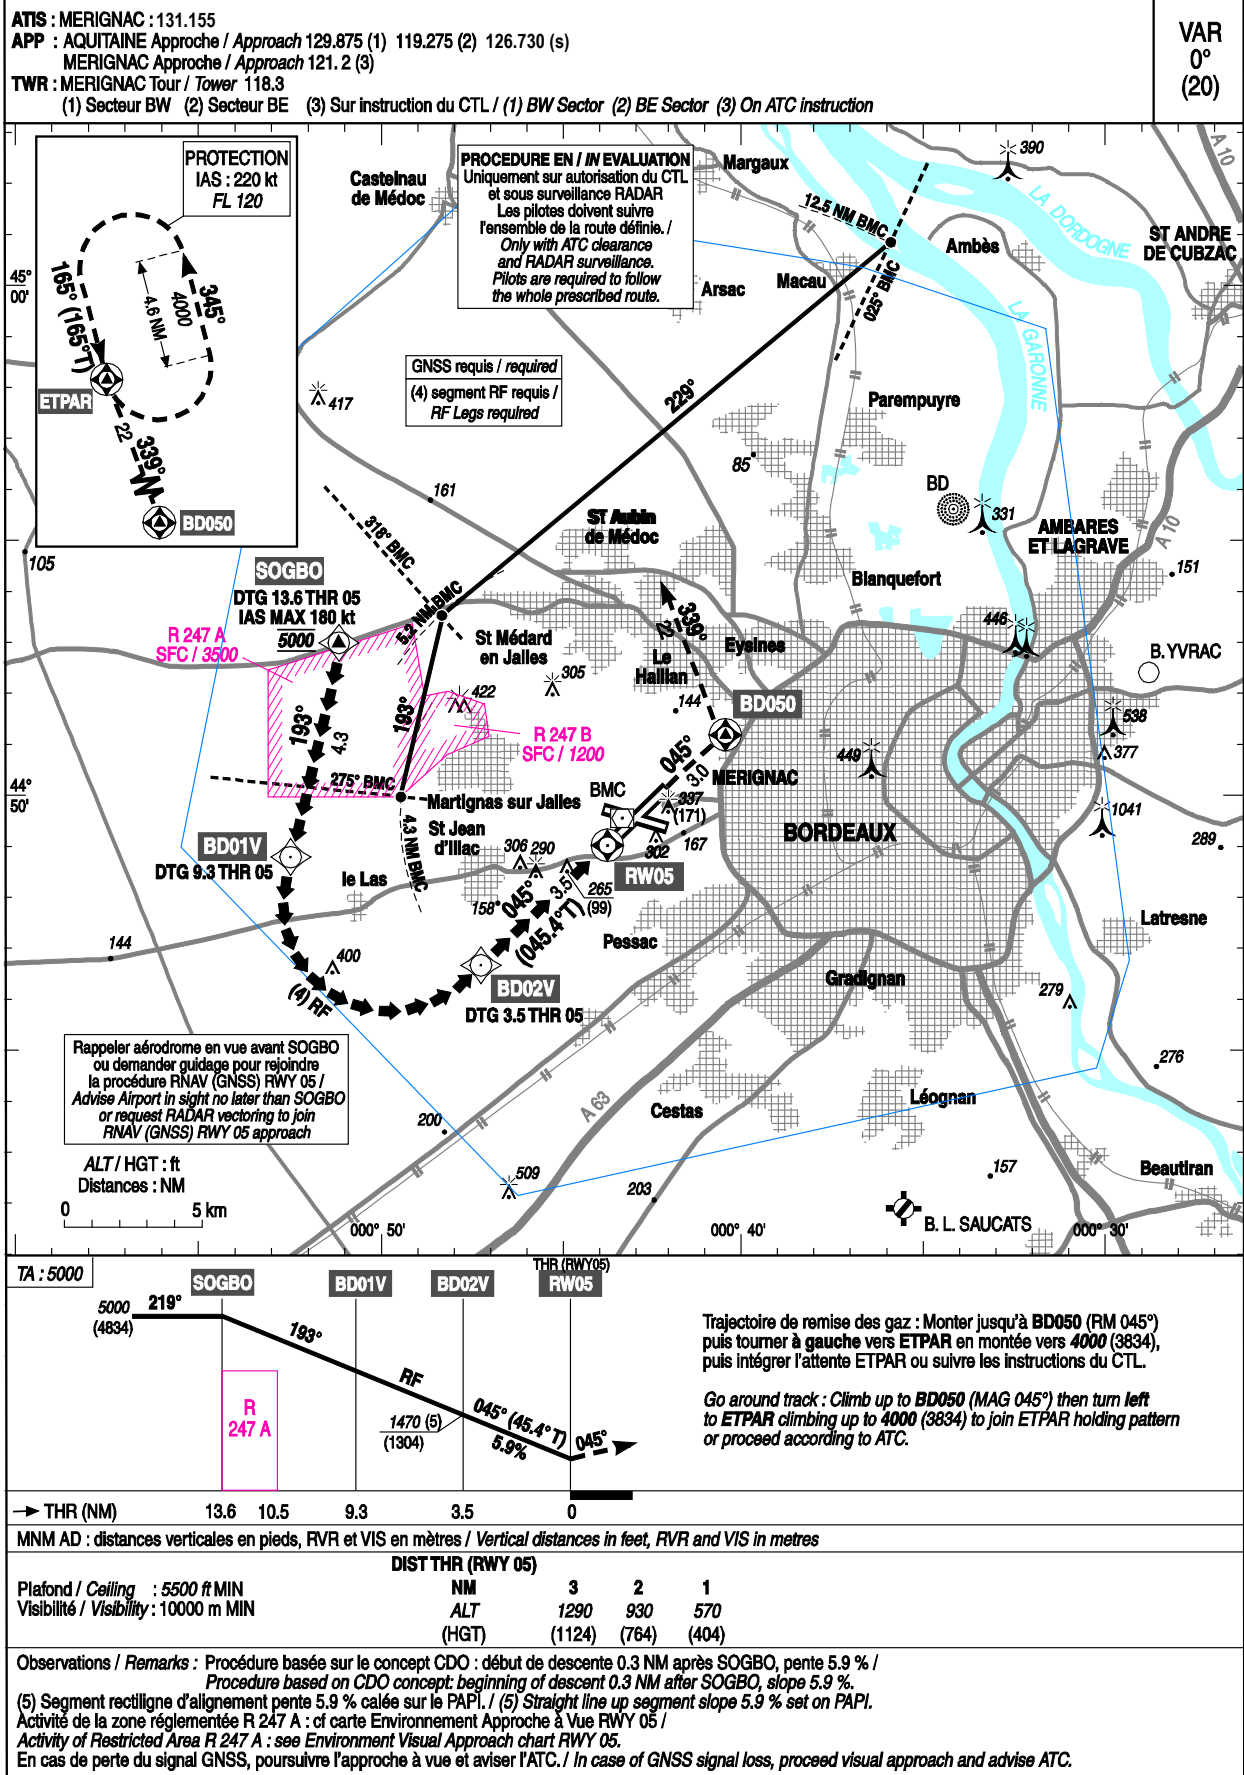 ATIS : MERIGNAC : 131.155
APP : AQUITAINE Approche / Approach 129.875 (1) 119.275 (2) 126.730 (s)
MERIGNAC Approche / Approach 121. 2 (3)
TWR : MERIGNAC Tour / Tower 118.3
(1) Secteur BW (2) Secteur BE (3) Sur instruction du CTL / (1) BW Sector (2) BE Sector (3) On ATC instruction
VAR
0°
(20)
PROTECTION
IAS : 220 kt
FL 120
165° (165°T)
4.6 NM
4000
345°
ETPAR
22
339°
BD050
45°
00'
Castelnau
de Médoc
PROCEDURE EN / IN EVALUATION
Uniquement sur autorisation du CTL
et sous surveillance RADAR
Les pilotes doivent suivre
l'ensemble de la route définie. /
Only with ATC clearance
and RADAR surveillance.
Pilots are required to follow
the whole prescribed route.
Margaux
390
A 10
12.5 NM BMC
LA DORDOGNE
Ambès
ST ANDRE
DE CUBZAC
Macau
Arsac
025° BMC
LA GARONNE
GNSS requis / required
(4) segment RF requis /
RF Legs required
417
229°
Parempuyre
85
161
BD
331
318° BMC
ST Aubin
de Médoc
AMBARES
ET LAGRAVE
A 10
105
151
SOGBO
DTG 13.6 THR 05
IAS MAX 180 kt
5000
Blanquefort
5.2 NM BMC
339°
22
446
R 247 A
SFC / 3500
St Médard
en Jalles
Eysines
Le
Haillan
B. YVRAC
305
422
144
BD050
193°
4.3
193°
R 247 B
SFC / 1200
538
377
449
045°
3.0
MERIGNAC
44°
50'
275° BMC
Martignas sur Jalles
BMC
337
(171)
1041
BORDEAUX
St Jean
d'Illac
167
302
289
BD01V
DTG 9.3 THR 05
4.3 NM BMC
306
290
RW05
le Las
265
(99)
158
045°
3.5
(045.4°T)
Latresne
144
Pessac
400
BD02V
DTG 3.5 THR 05
Gradignan
(4) RF
279
Rappeler aérodrome en vue avant SOGBO
ou demander guidage pour rejoindre
la procédure RNAV (GNSS) RWY 05 /
Advise Airport in sight no later than SOGBO
or request RADAR vectoring to join
RNAV (GNSS) RWY 05 approach
276
A 63
Cestas
Léognan
200
ALT / HGT : ft
Distances : NM
0 5 km
509
203
157
Beautiran
B. L. SAUCATS
000° 50'
000° 40'
000° 30'
TA : 5000
SOGBO
BD01V
BD02V
THR (RWY05)
RW05
5000
(4834)
219°
193°
RF
R
247 A
1470 (5)
(1304)
045° (45.4°T)
5.9%
045°
Trajectoire de remise des gaz : Monter jusqu'à BD050 (RM 045°)
puis tourner à gauche vers ETPAR en montée vers 4000 (3834),
puis intégrer l'attente ETPAR ou suivre les instructions du CTL.
Go around track : Climb up to BD050 (MAG 045°) then turn left
to ETPAR climbing up to 4000 (3834) to join ETPAR holding pattern
or proceed according to ATC.
THR (NM) 13.6 10.5 9.3 3.5 0
MNM AD : distances verticales en pieds, RVR et VIS en mètres / Vertical distances in feet, RVR and VIS in metres
DIST THR (RWY 05)
Plafond / Ceiling : 5500 ft MIN
Visibilité / Visibility : 10000 m MIN
NM 3 2 1
ALT 1290 930 570
(HGT) (1124) (764) (404)
Observations / Remarks : Procédure basée sur le concept CDO : début de descente 0.3 NM après SOGBO, pente 5.9 % /
Procedure based on CDO concept: beginning of descent 0.3 NM after SOGBO, slope 5.9 %.
(5) Segment rectiligne d'alignement pente 5.9 % calée sur le PAPI. / (5) Straight line up segment slope 5.9 % set on PAPI.
Activité de la zone réglementée R 247 A : cf carte Environnement Approche à Vue RWY 05 /
Activity of Restricted Area R 247 A : see Environment Visual Approach chart RWY 05.
En cas de perte du signal GNSS, poursuivre l'approche à vue et aviser l'ATC. / In case of GNSS signal loss, proceed visual approach and advise ATC.